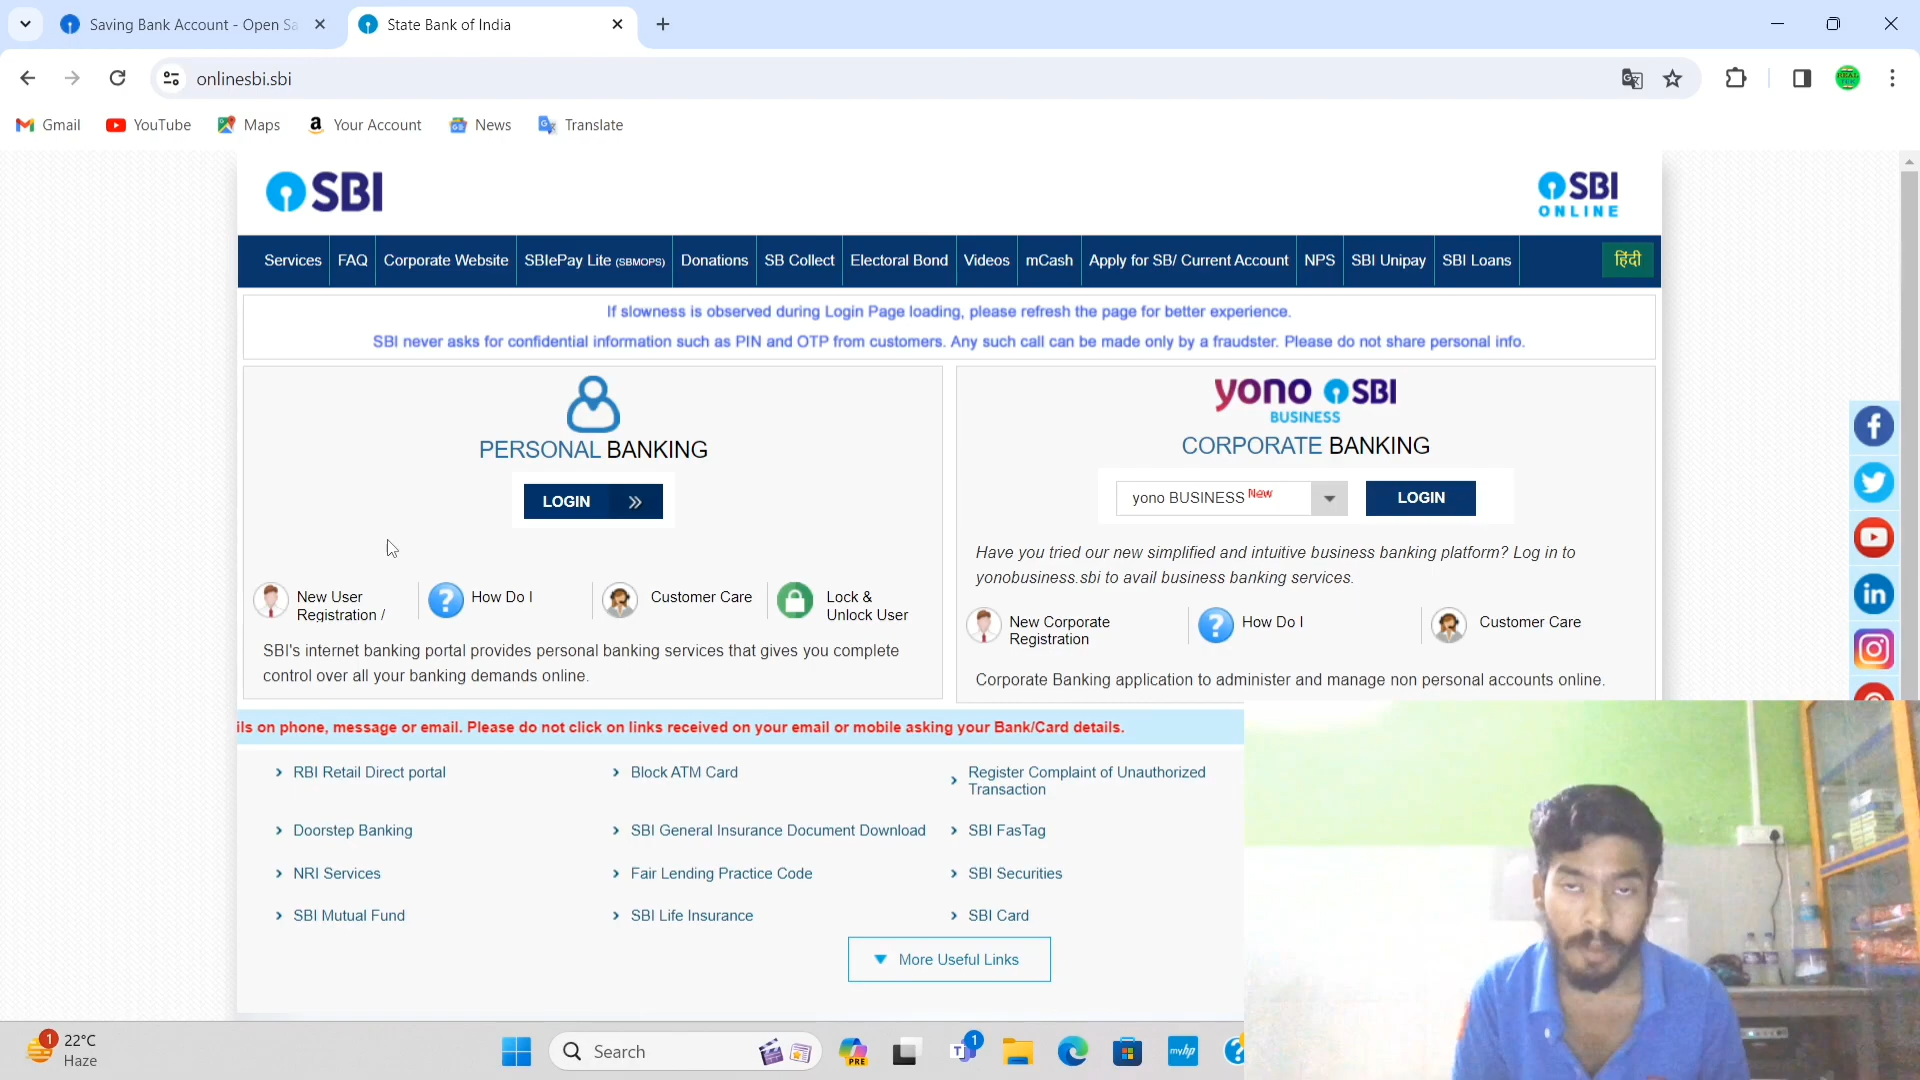 Saving Bank Account - Open Sa
State Bank of India
onlinesbi.sbi
Gmail
YouTube
Maps
Your Account
News
Translate
SBI
SBI
ONLINE
Services
FAQ
Corporate Website
SBIePay Lite (SBMOPS)
Donations
SB Collect
Electoral Bond
Videos
mCash
Apply for SB/ Current Account
NPS
SBI Unipay
SBI Loans
हिंदी
If slowness is observed during Login Page loading, please refresh the page for better experience.
SBI never asks for confidential information such as PIN and OTP from customers. Any such call can be made only by a fraudster. Please do not share personal info.
PERSONAL BANKING
LOGIN
New User
Registration /
How Do I
Customer Care
Lock &
Unlock User
SBI's internet banking portal provides personal banking services that gives you complete
control over all your banking demands online.
yono SBI
BUSINESS
CORPORATE BANKING
yono BUSINESS New
LOGIN
Have you tried our new simplified and intuitive business banking platform? Log in to
yonobusiness.sbi to avail business banking services.
New Corporate
Registration
How Do I
Customer Care
Corporate Banking application to administer and manage non personal accounts online.
ils on phone, message or email. Please do not click on links received on your email or mobile asking your Bank/Card details.
RBI Retail Direct portal
Block ATM Card
Register Complaint of Unauthorized
Transaction
Doorstep Banking
SBI General Insurance Document Download
SBI FasTag
NRI Services
Fair Lending Practice Code
SBI Securities
SBI Mutual Fund
SBI Life Insurance
SBI Card
More Useful Links
1
22°C
Haze
Search
PRE
1
myhp